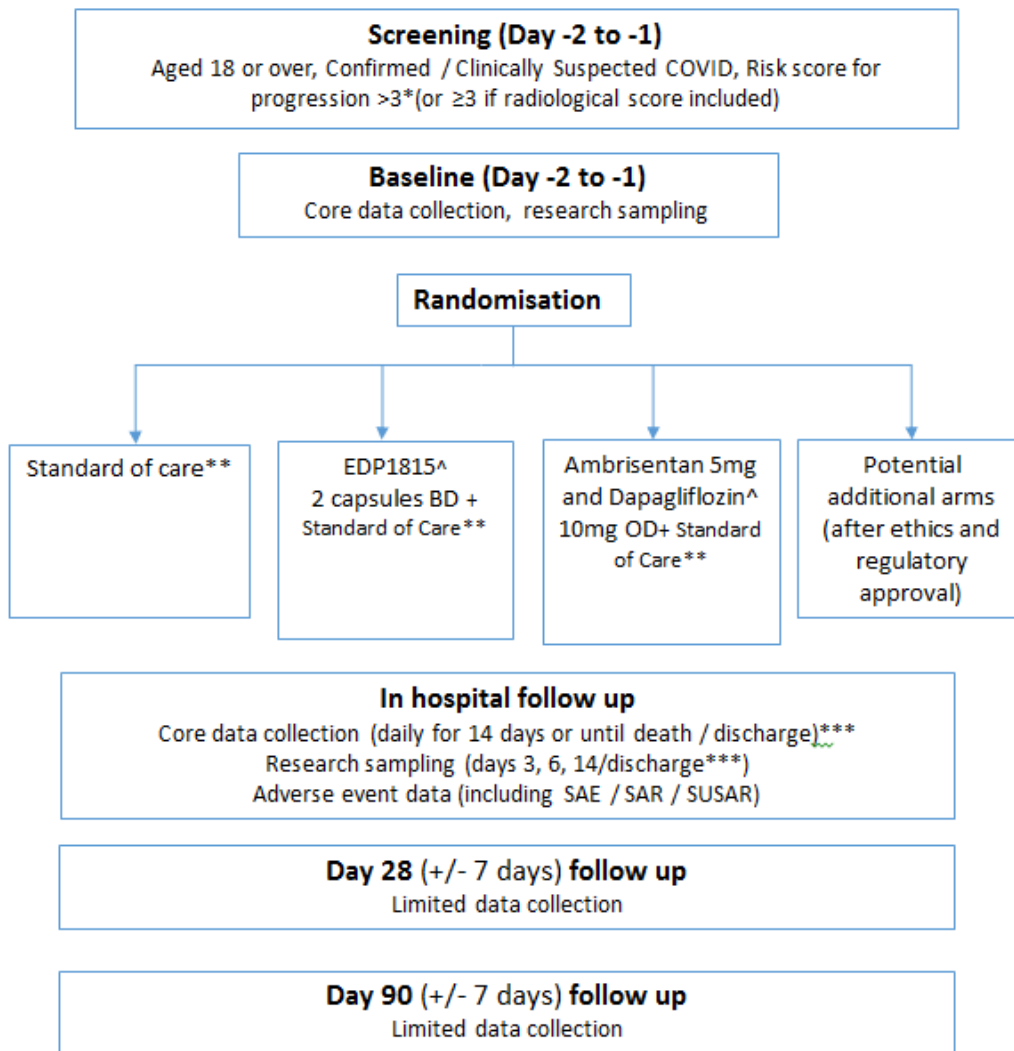 Screening (Day -2 to -1)
Aged 18 or over, Confirmed / Clinically Suspected COVID, Risk score for
progression >3*(or ≥3 if radiological score included)
Baseline (Day -2 to -1)
Core data collection, research sampling
Randomisation
Standard of care**
EDP1815^
2 capsules BD +
Standard of Care**
Ambrisentan 5mg
and Dapagliflozin^
10mg OD+ Standard
of Care**
Potential
additional arms
(after ethics and
regulatory
approval)
In hospital follow up
Core data collection (daily for 14 days or until death / discharge)***
Research sampling (days 3, 6, 14/discharge***)
Adverse event data (including SAE / SAR / SUSAR)
Day 28 (+/- 7 days) follow up
Limited data collection
Day 90 (+/- 7 days) follow up
Limited data collection